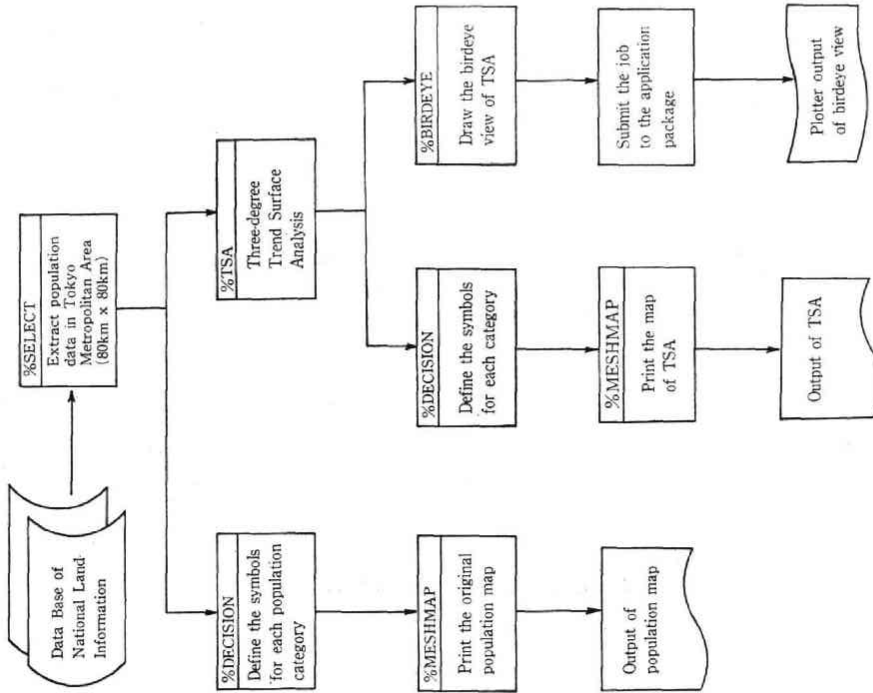 Data Base of
National Land
Information
%SELECT
Extract population
data in Tokyo
Metropolitan Area
(80km x 80km)
%DECISION
Define the symbols
for each population
category
%TSA
Three-degree
Trend Surface
Analysis
%MESHMAP
Print the original
population map
%DECISION
Define the symbols
for each category
%BIRDEYE
Draw the birdeye
view of TSA
Output of
population map
%MESHMAP
Print the map
of TSA
Submit the job
to the application
package
Output of TSA
Plotter output
of birdeye view